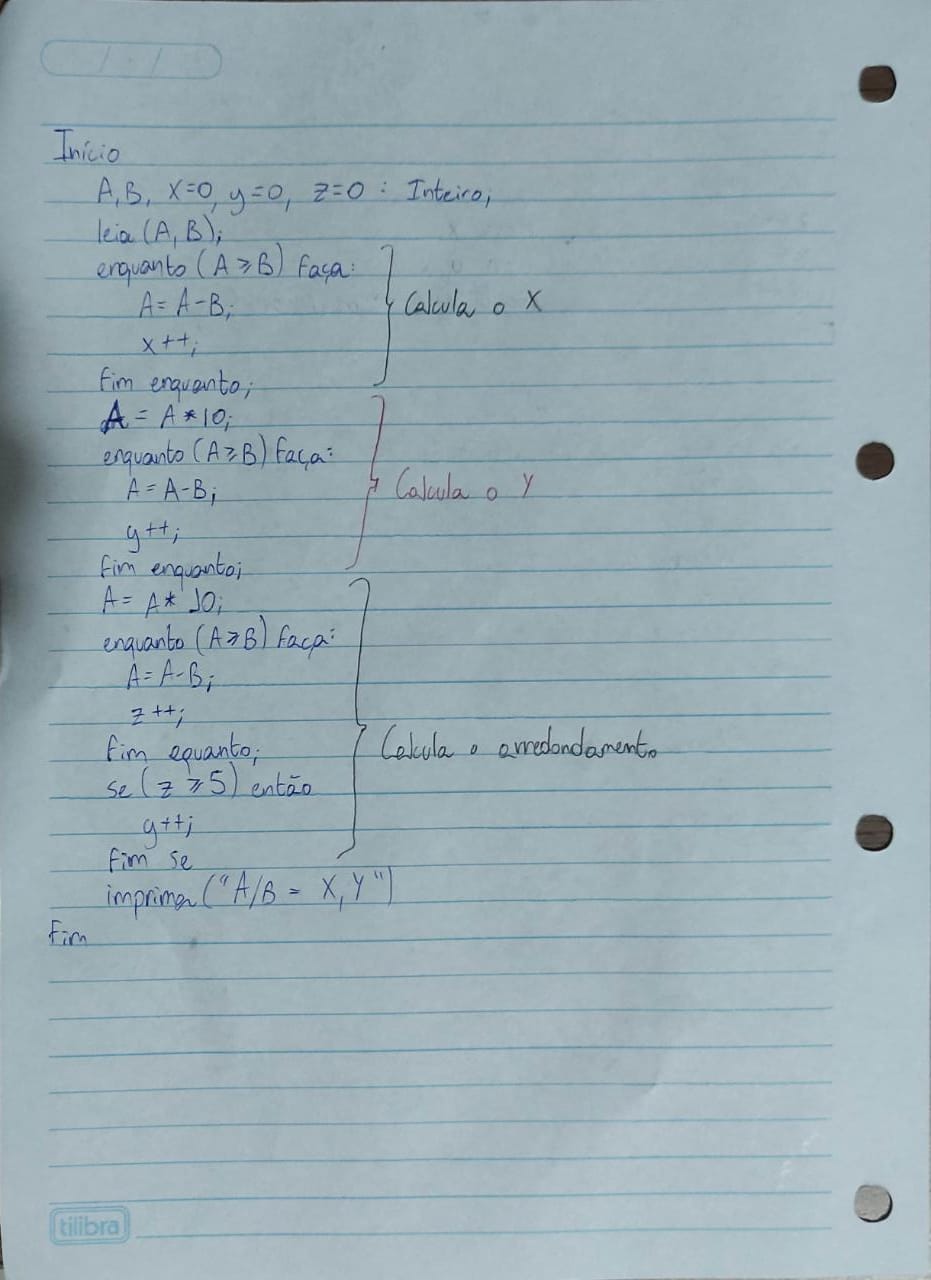 Início
A,B, X=0, y=0, z=0 : Inteiro;
leia (A, B);
enquanto (A ≥ B) Faça:
A = A - B;
x++;
Calcula o X
fim enquanto;
A = A * 10;
enquanto (A ≥ B) Faça:
A = A - B;
Calcula o Y
y++;
fim enquanto;
A = A * 10;
enquanto (A ≥ B) Faça:
A = A - B;
z++;
fim equanto;
Calcula o arredondamento
se (z ≥ 5) então
y++;
fim se
imprima ("A/B = X, Y")
Fim
tilibra